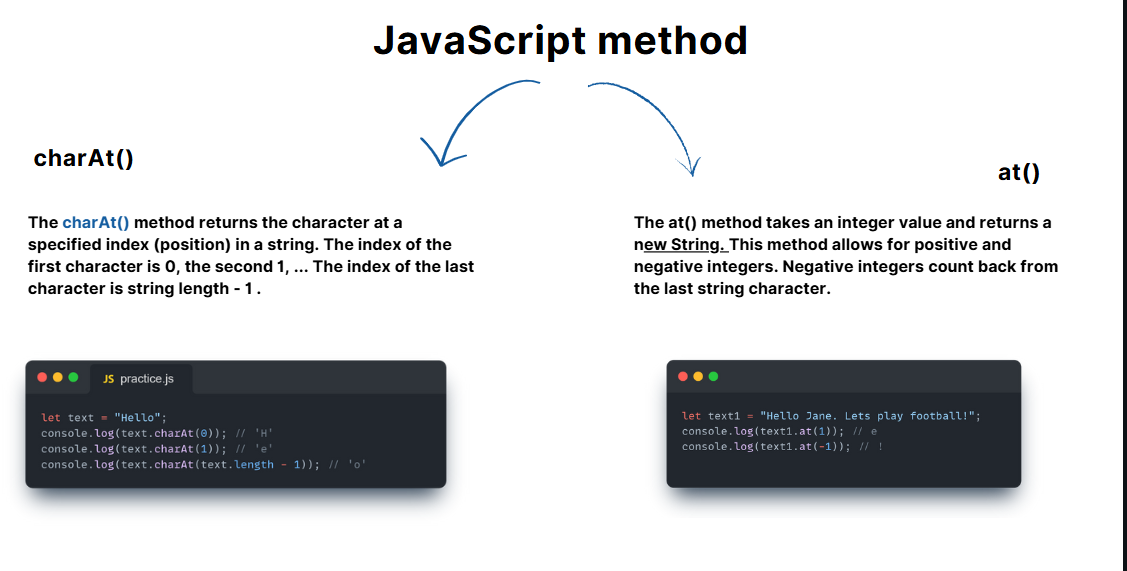 JavaScript method
charAt()
The charAt() method returns the character at a
specified index (position) in a string. The index of the
first character is 0, the second 1, ... The index of the last
character is string length - 1 .
JS practice.js
let text = "Hello";
console.log(text.charAt(0)); // 'H'
console.log(text.charAt(1)); // 'e'
console.log(text.charAt(text.length - 1)); // 'o'
at()
The at() method takes an integer value and returns a
new String. This method allows for positive and
negative integers. Negative integers count back from
the last string character.
let text1 = "Hello Jane. Lets play football!";
console.log(text1.at(1)); // e
console.log(text1.at(-1)); // !